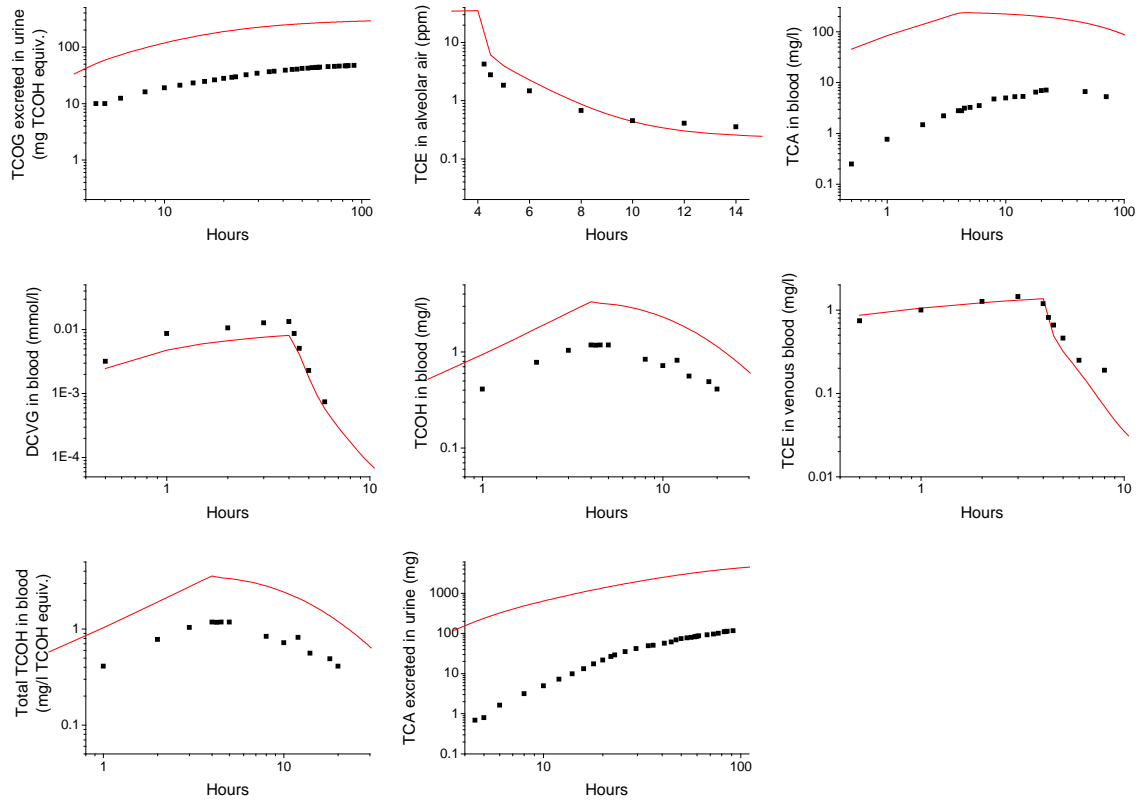 TCOG excreted in urine
(mg TCOH equiv.)
100
10
1
10
100
Hours
TCE in alveolar air (ppm)
10
1
0.1
4
6
8
10
12
14
Hours
TCA in blood (mg/l)
100
10
1
0.1
1
10
100
Hours
DCVG in blood (mmol/l)
0.01
1E-3
1E-4
1
10
Hours
TCOH in blood (mg/l)
1
0.1
1
10
Hours
TCE in venous blood (mg/l)
1
0.1
0.01
1
10
Hours
Total TCOH in blood
(mg/l TCOH equiv.)
1
0.1
1
10
Hours
TCA excreted in urine (mg)
1000
100
10
1
0.1
10
100
Hours